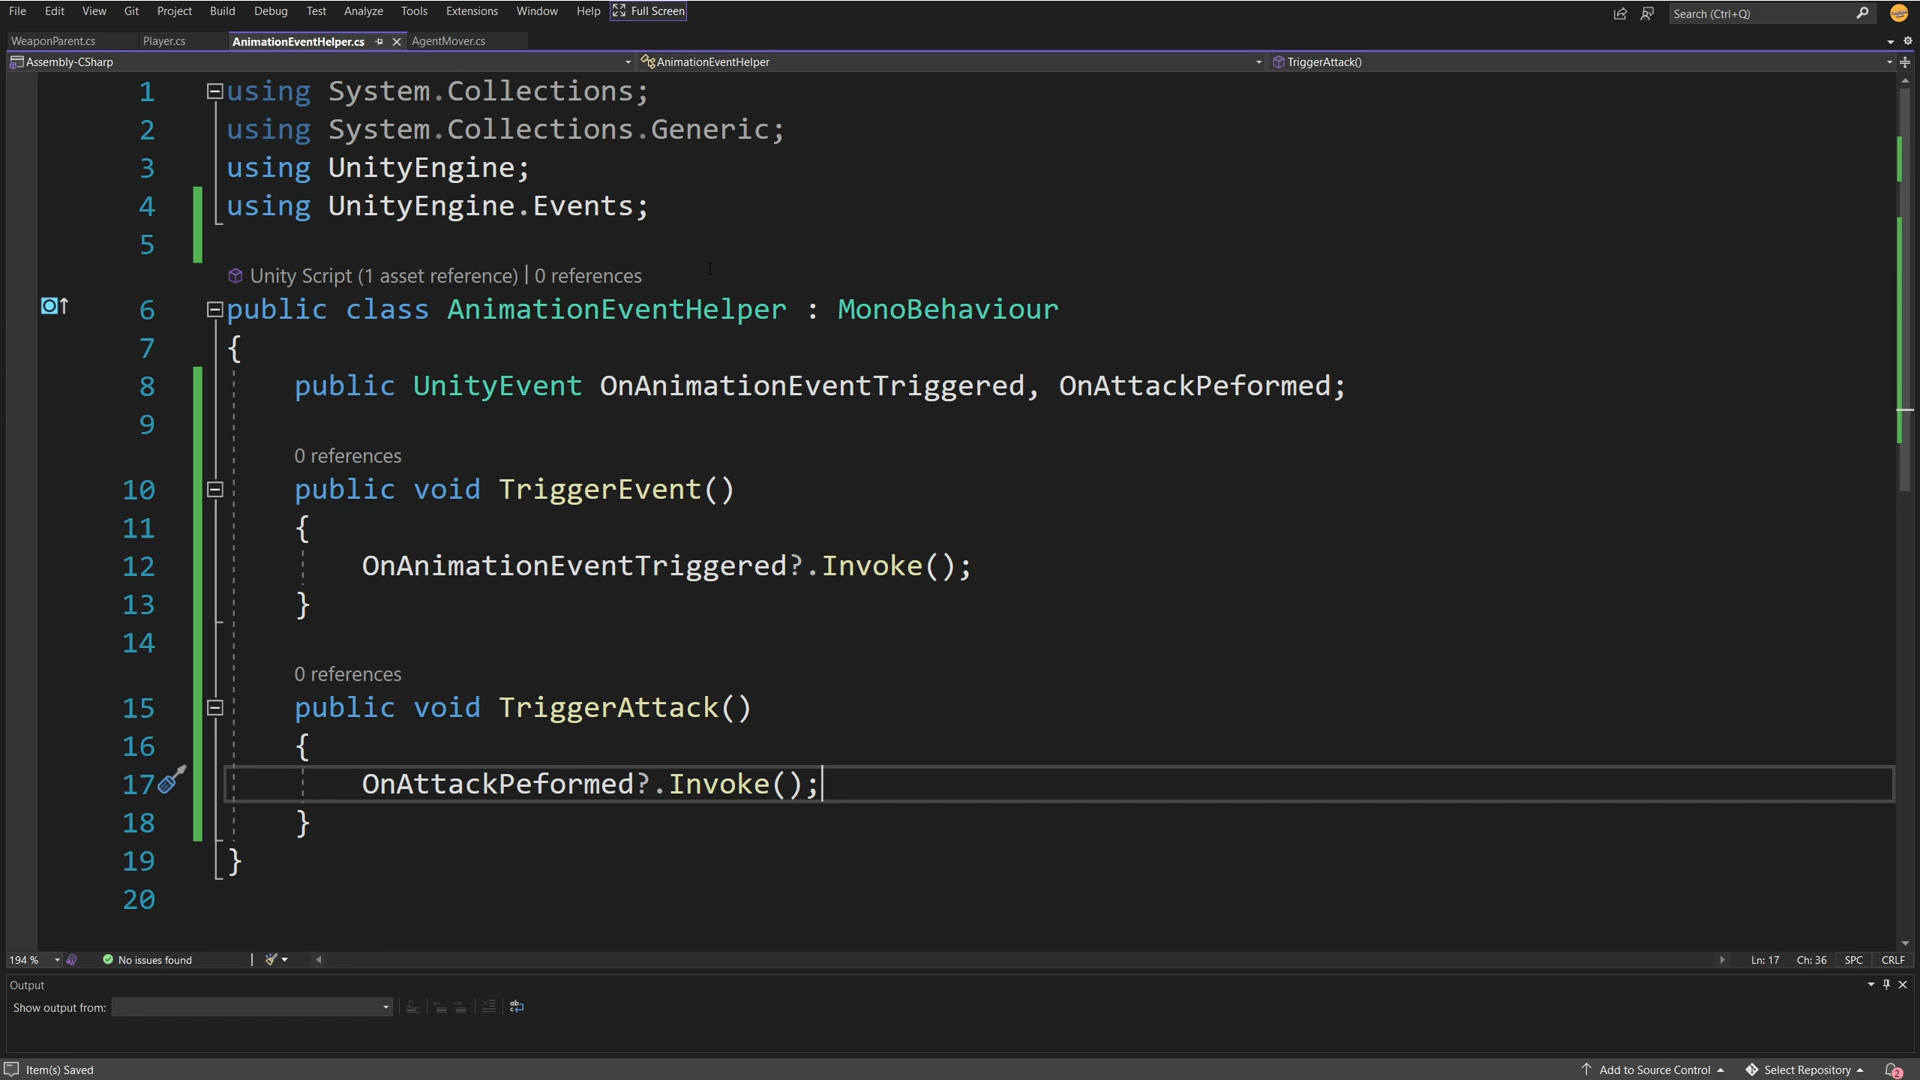 File Edit View Git Project Build Debug Test Analyze Tools Extensions Window Help Full Screen Search (Ctrl+Q)
WeaponParent.cs Player.cs AnimationEventHelper.cs AgentMover.cs
Assembly-CSharp AnimationEventHelper TriggerAttack()
1 using System.Collections;
2 using System.Collections.Generic;
3 using UnityEngine;
4 using UnityEngine.Events;
5
Unity Script (1 asset reference) | 0 references
6 public class AnimationEventHelper : MonoBehaviour
7 {
8 public UnityEvent OnAnimationEventTriggered, OnAttackPeformed;
9
0 references
10 public void TriggerEvent()
11 {
12 OnAnimationEventTriggered?.Invoke();
13 }
14
0 references
15 public void TriggerAttack()
16 {
17 OnAttackPeformed?.Invoke();
18 }
19 }
20
194 % No issues found Ln: 17 Ch: 36 SPC CRLF
Output
Show output from:
Item(s) Saved Add to Source Control Select Repository 2